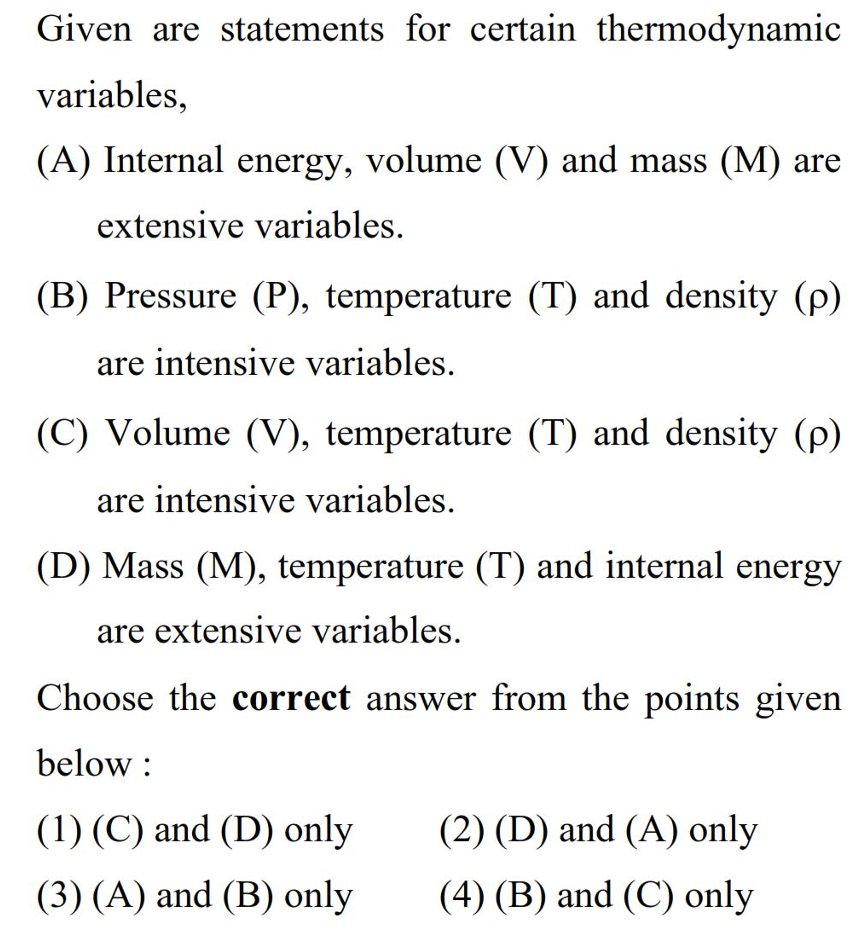 Given are statements for certain thermodynamic
variables,
(A) Internal energy, volume (V) and mass (M) are
extensive variables.
(B) Pressure (P), temperature (T) and density (ρ)
are intensive variables.
(C) Volume (V), temperature (T) and density (ρ)
are intensive variables.
(D) Mass (M), temperature (T) and internal energy
are extensive variables.
Choose the correct answer from the points given
below :
(1) (C) and (D) only (2) (D) and (A) only
(3) (A) and (B) only (4) (B) and (C) only